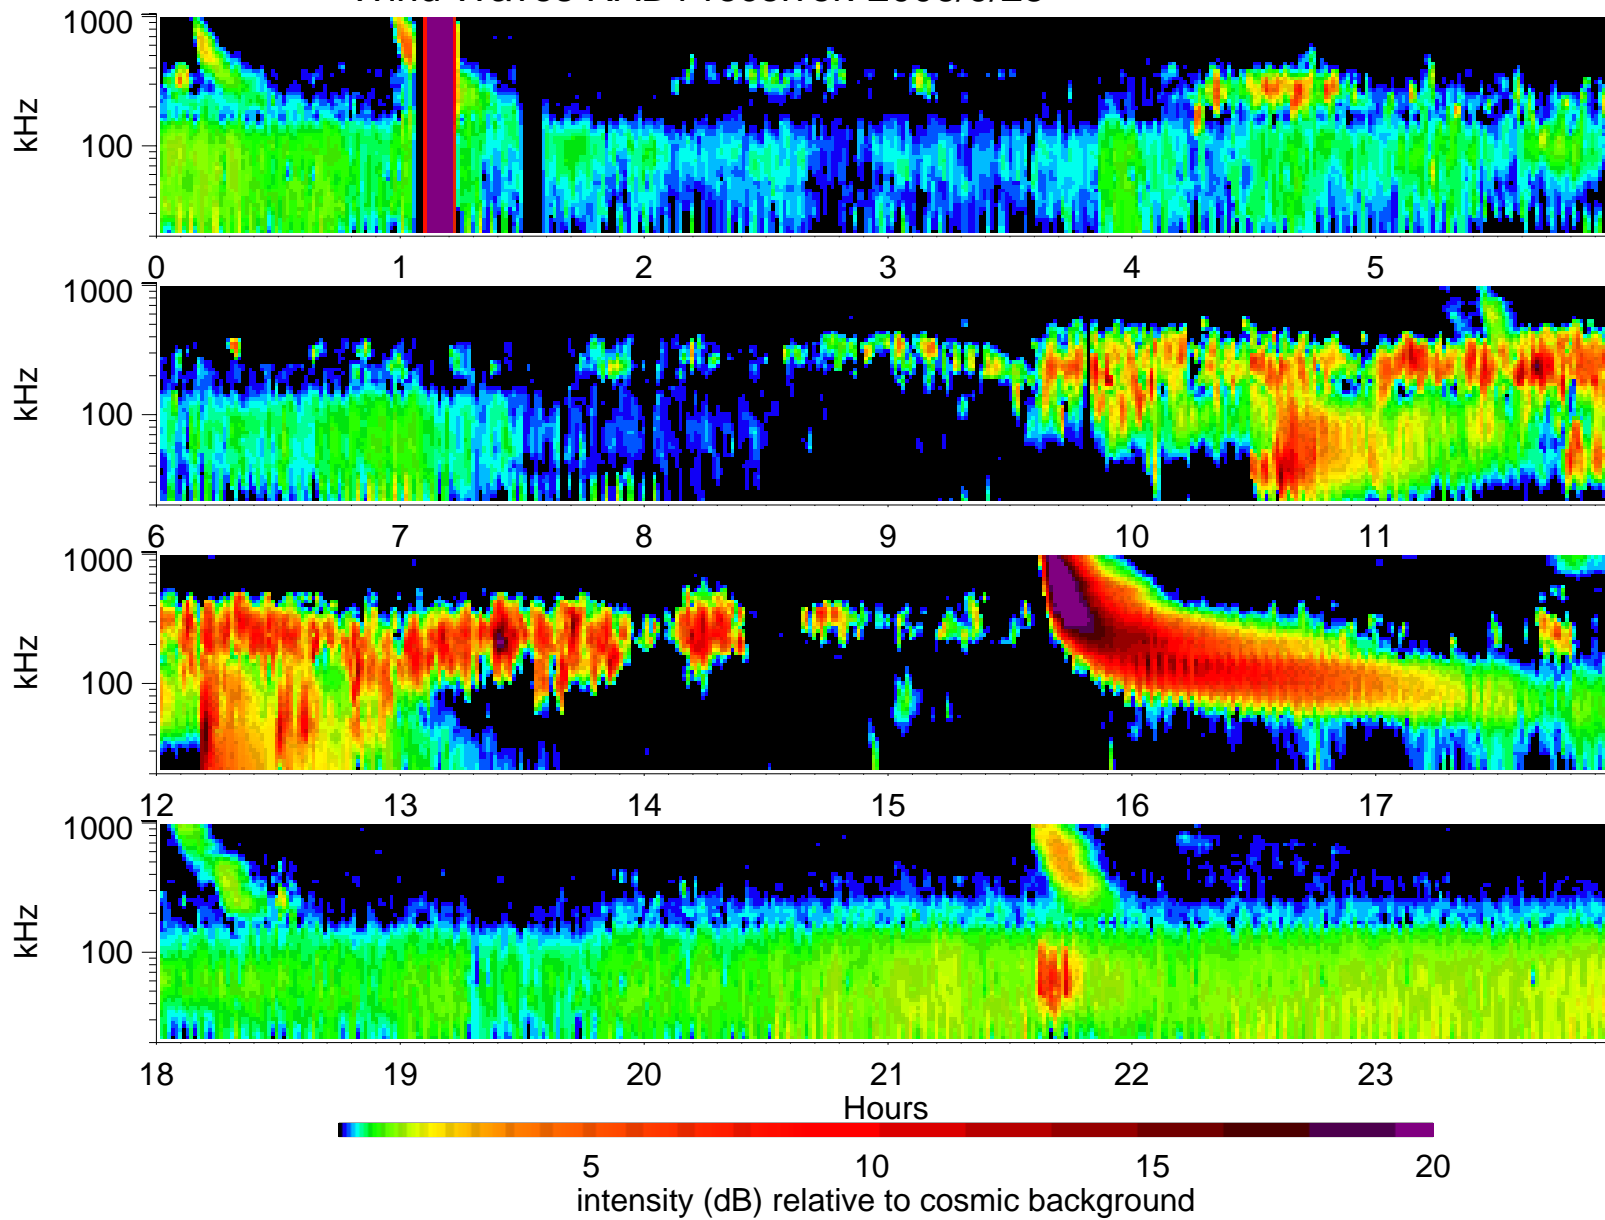 kHz 1000 100
0 1 2 3 4 5
kHz 1000 100
6 7 8 9 10 11
kHz 1000 100
12 13 14 15 16 17
kHz 1000 100
18 19 20 21 22 23
Hours
5 10 15 20
intensity (dB) relative to cosmic background